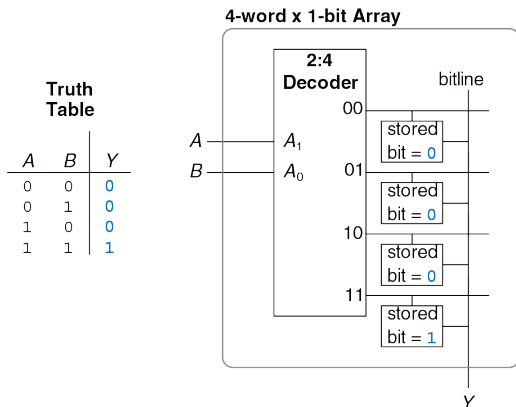 4-word x 1-bit Array
2:4
Decoder
bitline
Truth
Table
A B Y
0 0 0
0 1 0
1 0 0
1 1 1
A
B
A1
A0
00
stored
bit = 0
01
stored
bit = 0
10
stored
bit = 0
11
stored
bit = 1
Y